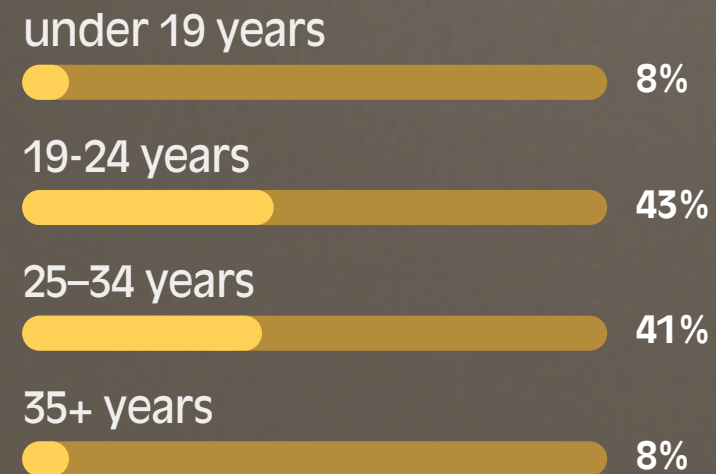 under 19 years
8%
19-24 years
43%
25–34 years
41%
35+ years
8%